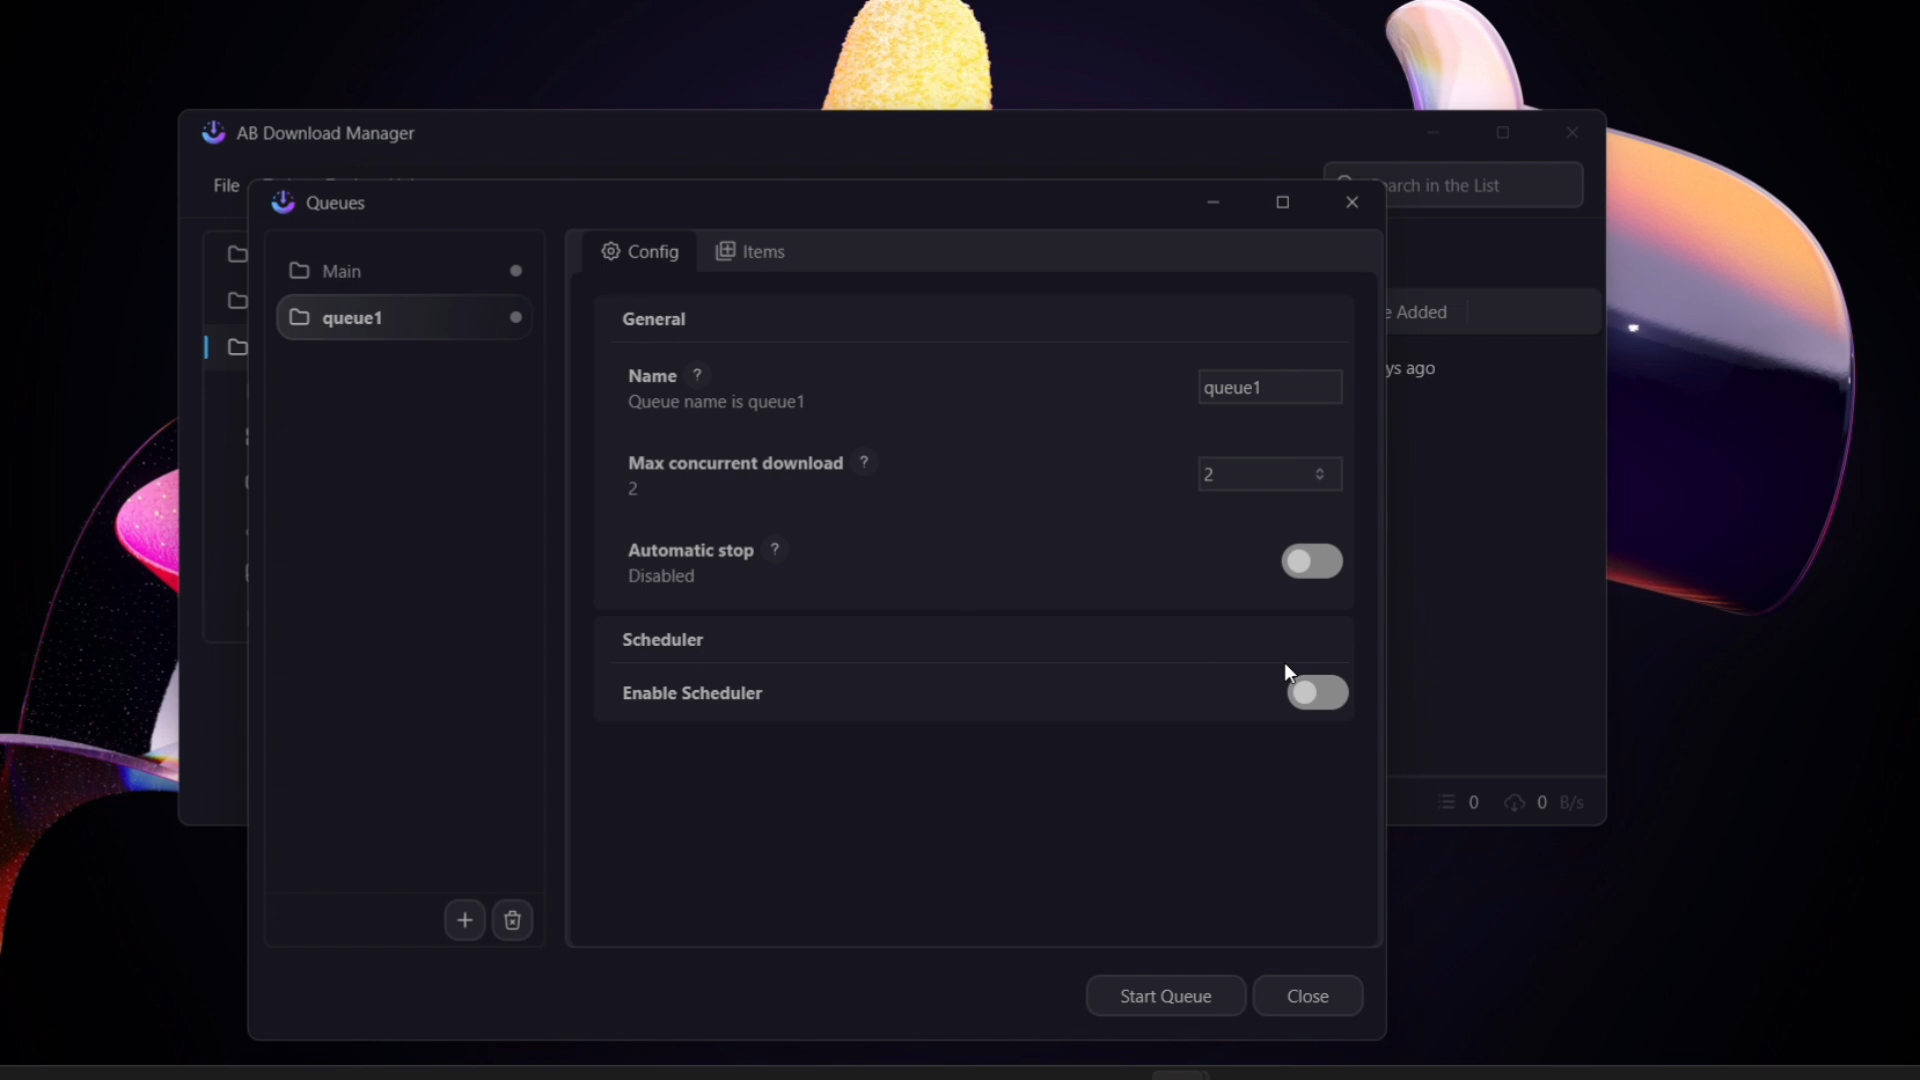 AB Download Manager
File
arch in the List
Queues
Main
queue1
Config
Items
General
Name ?
Queue name is queue1
queue1
Max concurrent download ?
2
2
Automatic stop ?
Disabled
Scheduler
Enable Scheduler
e Added
ys ago
0
0 B/s
Start Queue
Close